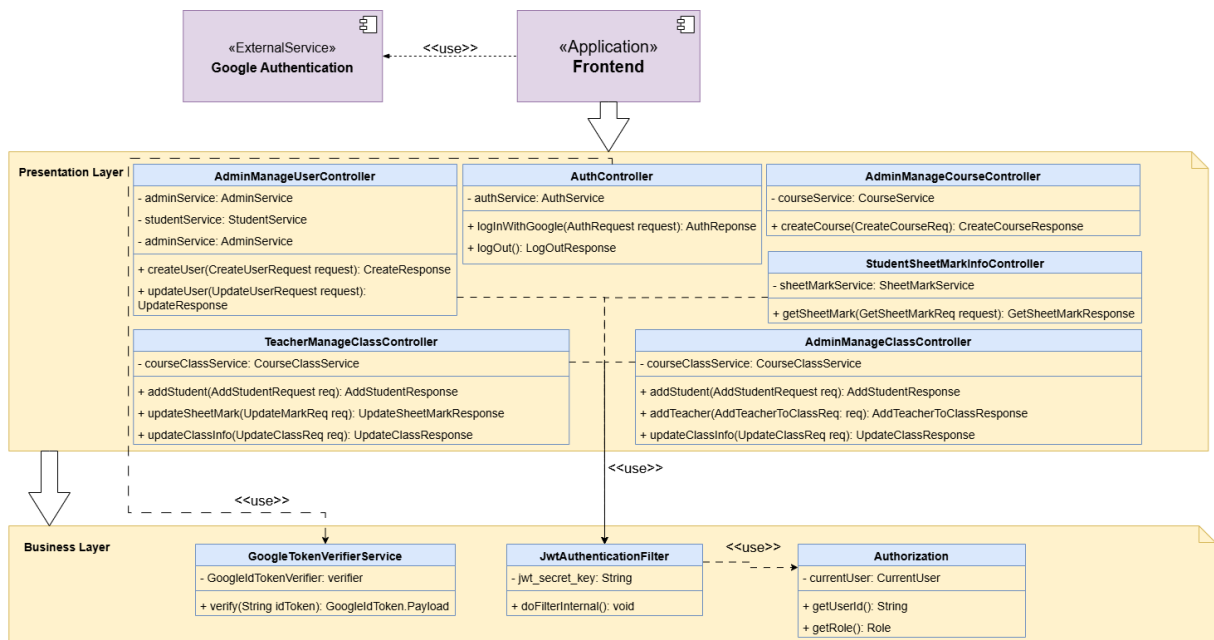 «ExternalService»
Google Authentication
<<use>>
«Application»
Frontend
Presentation Layer
AdminManageUserController
- adminService: AdminService
- studentService: StudentService
- adminService: AdminService
+ createUser(CreateUserRequest request): CreateResponse
+ updateUser(UpdateUserRequest request):
UpdateResponse
AuthController
- authService: AuthService
+ logInWithGoogle(AuthRequest request): AuthReponse
+ logOut(): LogOutResponse
AdminManageCourseController
- courseService: CourseService
+ createCourse(CreateCourseReq): CreateCourseResponse
StudentSheetMarkInfoController
- sheetMarkService: SheetMarkService
+ getSheetMark(GetSheetMarkReq request): GetSheetMarkResponse
TeacherManageClassController
- courseClassService: CourseClassService
+ addStudent(AddStudentRequest req): AddStudentResponse
+ updateSheetMark(UpdateMarkReq req): UpdateSheetMarkResponse
+ updateClassInfo(UpdateClassReq req): UpdateClassResponse
AdminManageClassController
- courseClassService: CourseClassService
+ addStudent(AddStudentRequest req): AddStudentResponse
+ addTeacher(AddTeacherToClassReq: req): AddTeacherToClassResponse
+ updateClassInfo(UpdateClassReq req): UpdateClassResponse
<<use>>
<<use>>
Business Layer
GoogleTokenVerifierService
- GoogleIdTokenVerifier: verifier
+ verify(String idToken): GoogleIdToken.Payload
JwtAuthenticationFilter
- jwt_secret_key: String
+ doFilterInternal(): void
<<use>>
Authorization
- currentUser: CurrentUser
+ getUserId(): String
+ getRole(): Role